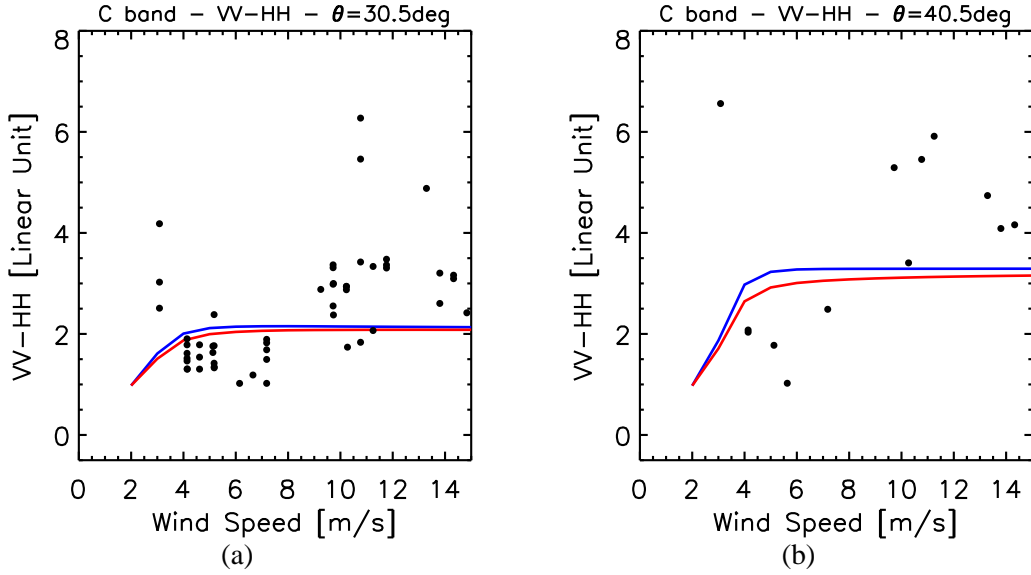 C band - VV-HH - θ=30.5deg
VV-HH [Linear Unit]
8
6
4
2
0
0 2 4 6 8 10 12 14
Wind Speed [m/s]
(a)
C band - VV-HH - θ=40.5deg
VV-HH [Linear Unit]
8
6
4
2
0
0 2 4 6 8 10 12 14
Wind Speed [m/s]
(b)